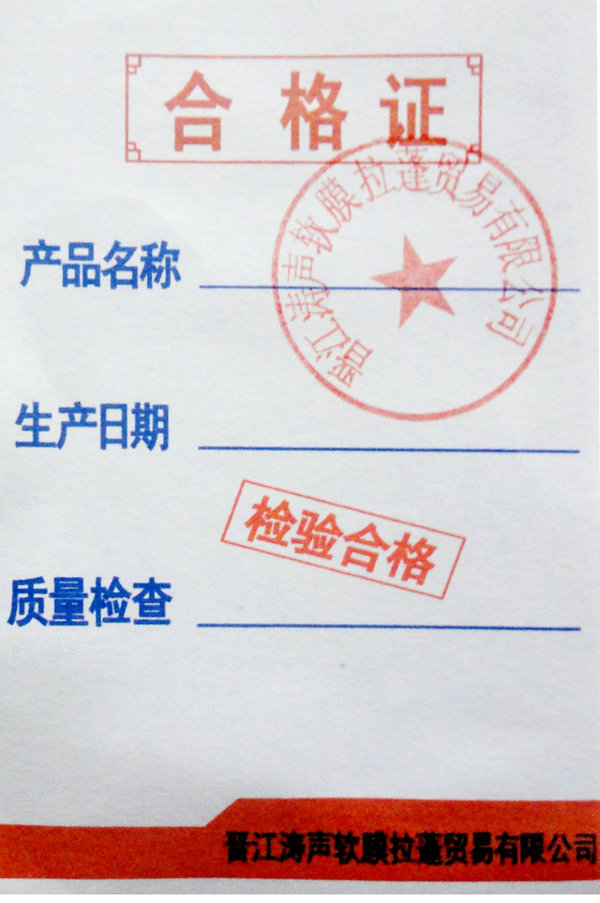 合格证
晋江涛声软膜拉蓬贸易有限公司
产品名称
生产日期
检验合格
质量检查
晋江涛声软膜拉蓬贸易有限公司